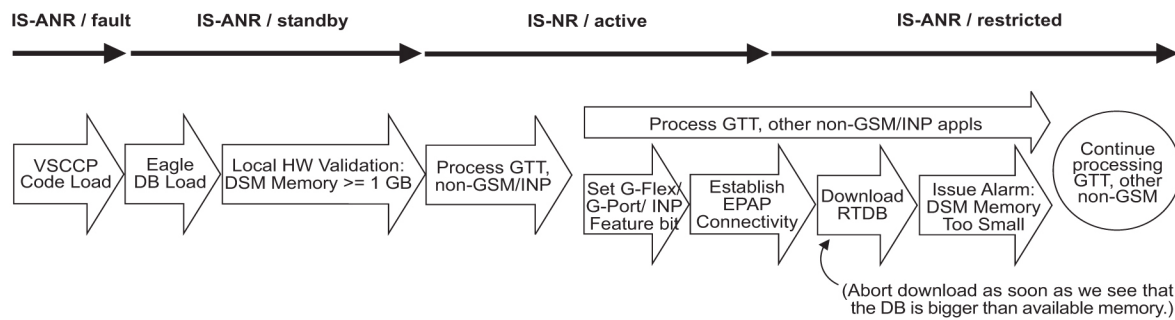 IS-ANR / fault
IS-ANR / standby
IS-NR / active
IS-ANR / restricted
VSCCP
Code Load
Eagle
DB Load
Local HW Validation:
DSM Memory >= 1 GB
Process GTT,
non-GSM/INP
Process GTT, other non-GSM/INP appls
Set G-Flex/
G-Port/ INP
Feature bit
Establish
EPAP
Connectivity
Download
RTDB
Issue Alarm:
DSM Memory
Too Small
Continue
processing
GTT, other
non-GSM
(Abort download as soon as we see that
the DB is bigger than available memory.)